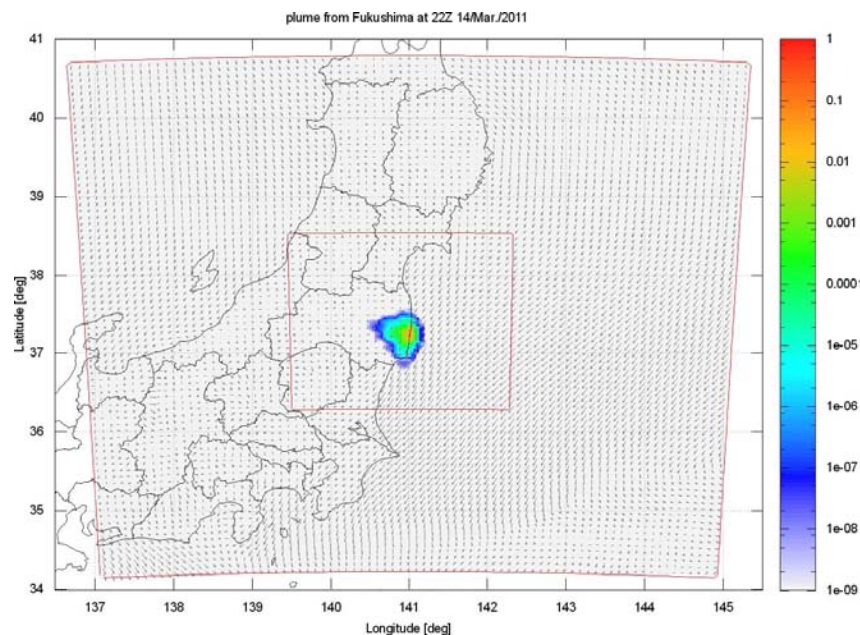 plume from Fukushima at 22Z 14/Mar./2011
41
40
39
38
37
36
35
34
Latitude [deg]
137
138
139
140
141
142
143
144
145
Longitude [deg]
1
0.1
0.01
0.001
0.0001
1e-05
1e-06
1e-07
1e-08
1e-09